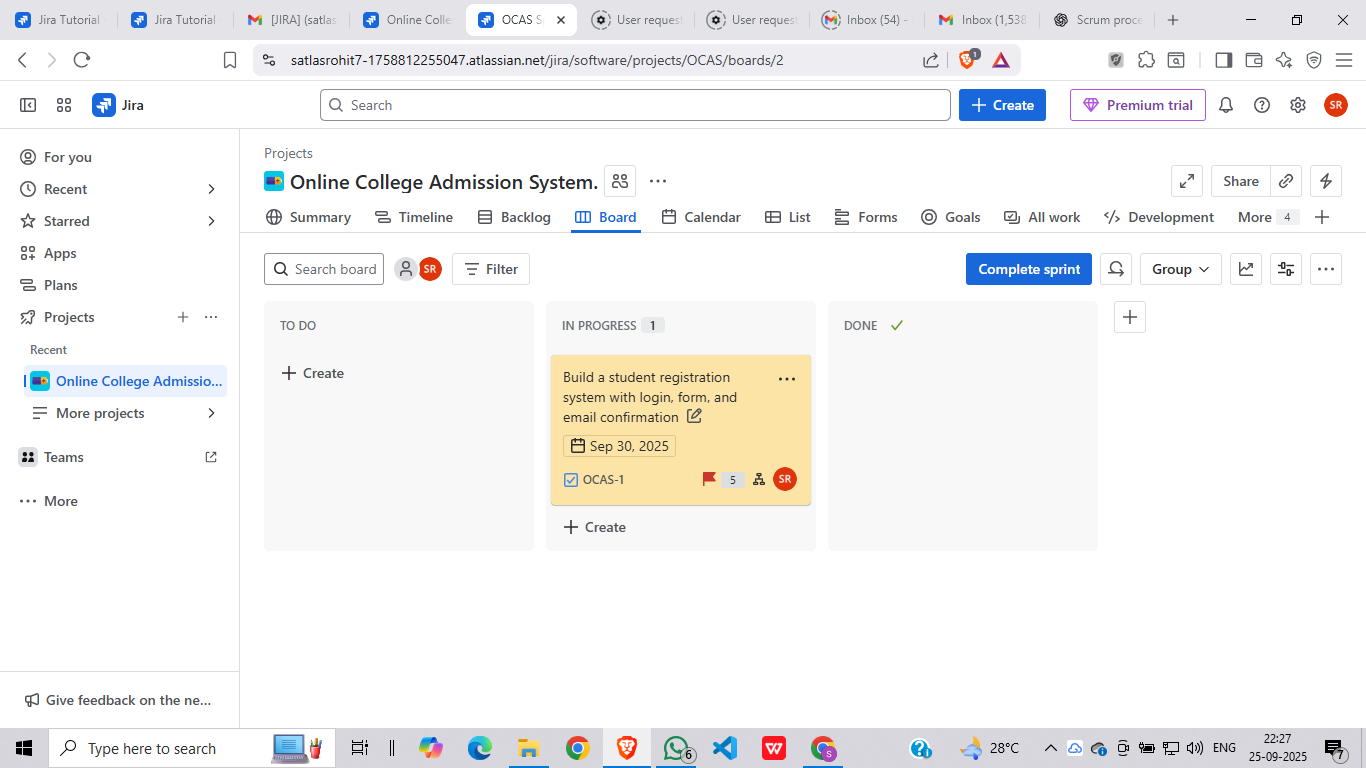 Jira Tutorial
Jira Tutorial
[JIRA] (satlas
Online Colle
OCAS S
User request
User request
Inbox (54) -
Inbox (1,538
Scrum proce
satlasrohit7-1758812255047.atlassian.net/jira/software/projects/OCAS/boards/2
1
Jira
Search
Create
Premium trial
SR
For you
Recent
Starred
Apps
Plans
Projects
Recent
Online College Admissio...
More projects
Teams
More
Give feedback on the ne...
Projects
Online College Admission System.
Share
Summary
Timeline
Backlog
Board
Calendar
List
Forms
Goals
All work
Development
More 4
Search board
SR
Filter
Complete sprint
Group
TO DO
Create
IN PROGRESS 1
Build a student registration
system with login, form, and
email confirmation
Sep 30, 2025
OCAS-1
5
SR
Create
DONE
Type here to search
6
W
S
28°C
ENG
22:27
25-09-2025
7